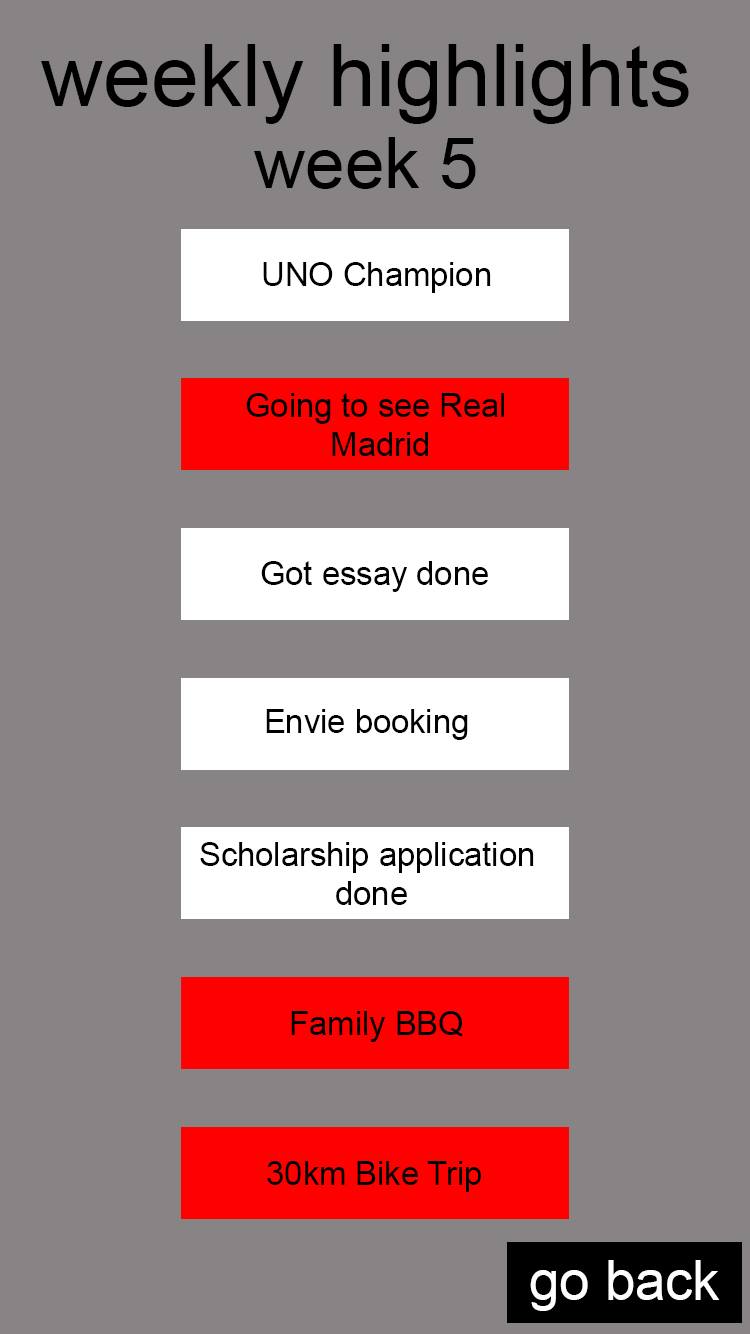 weekly highlights
week 5
UNO Champion
Going to see Real
Madrid
Got essay done
Envie booking
Scholarship application
done
Family BBQ
30km Bike Trip
go back